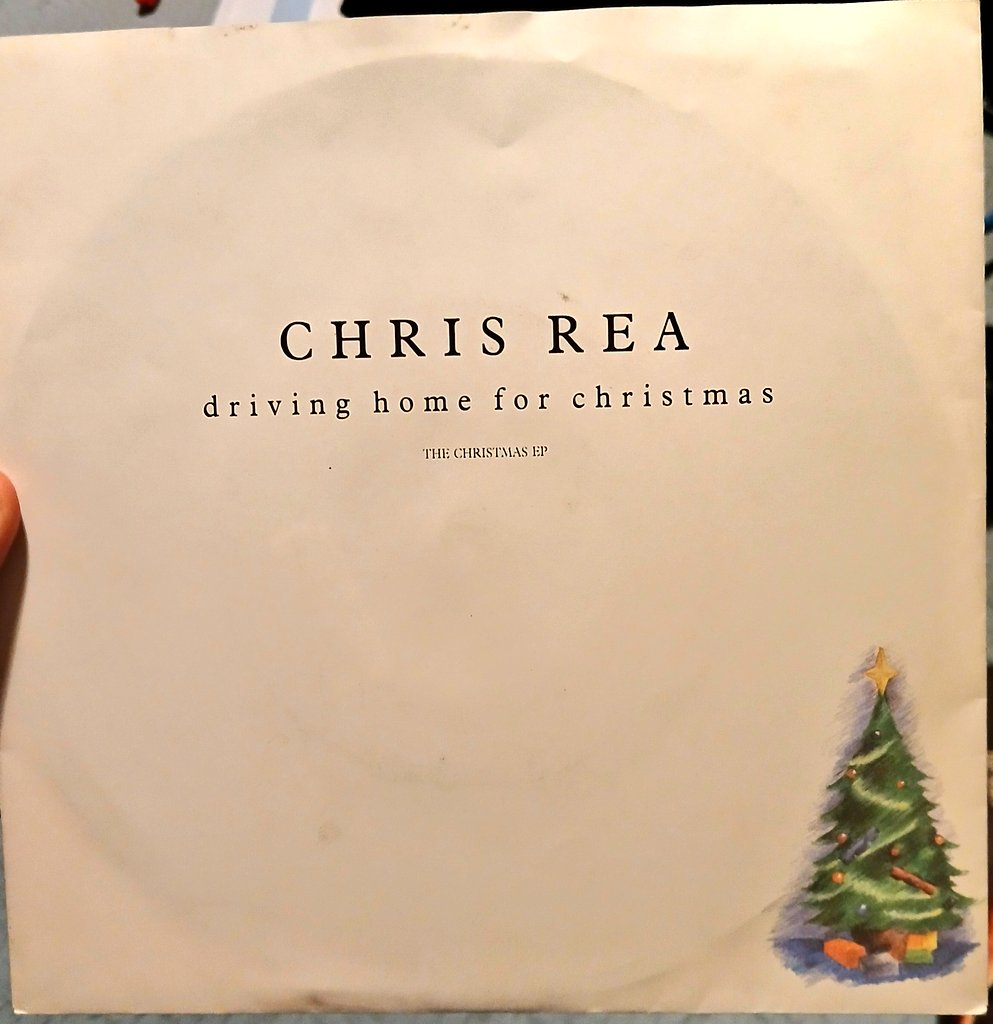 CHRIS REA
driving home for christmas
THE CHRISTMAS EP